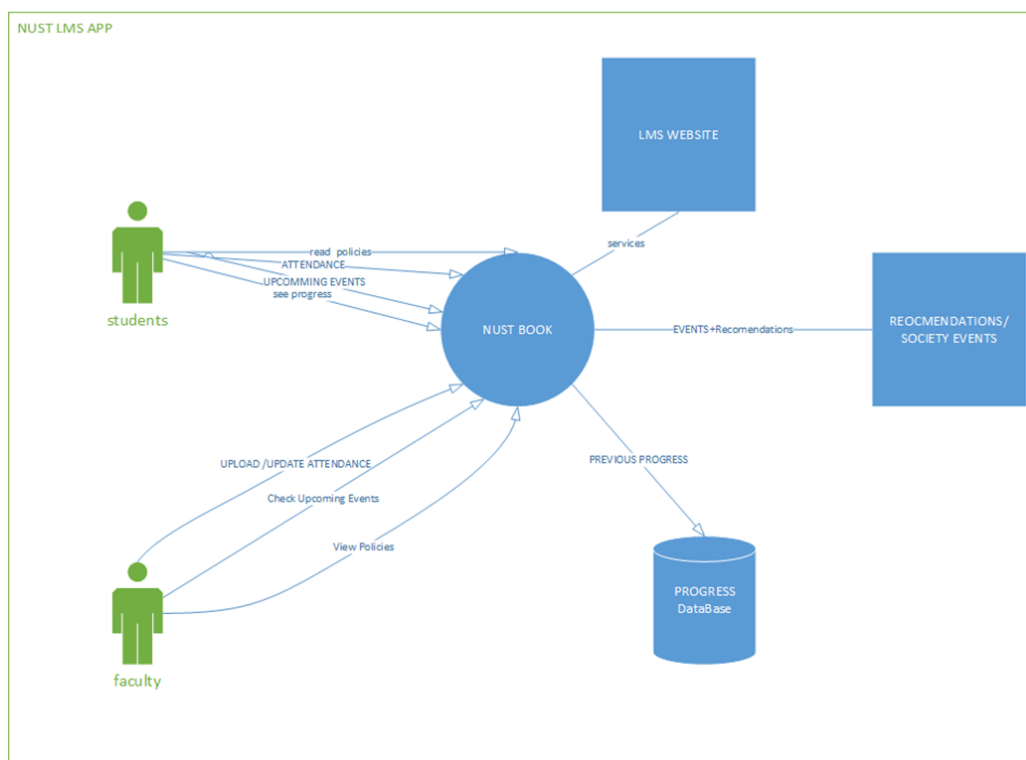 NUST LMS APP
LMS WEBSITE
services
read policies
ATTENDANCE
UPCOMMING EVENTS
see progress
students
NUST BOOK
EVENTS+Recomendations
REOCMENDATIONS/
SOCIETY EVENTS
UPLOAD /UPDATE ATTENDANCE
Check Upcoming Events
View Policies
PREVIOUS PROGRESS
PROGRESS
DataBase
faculty